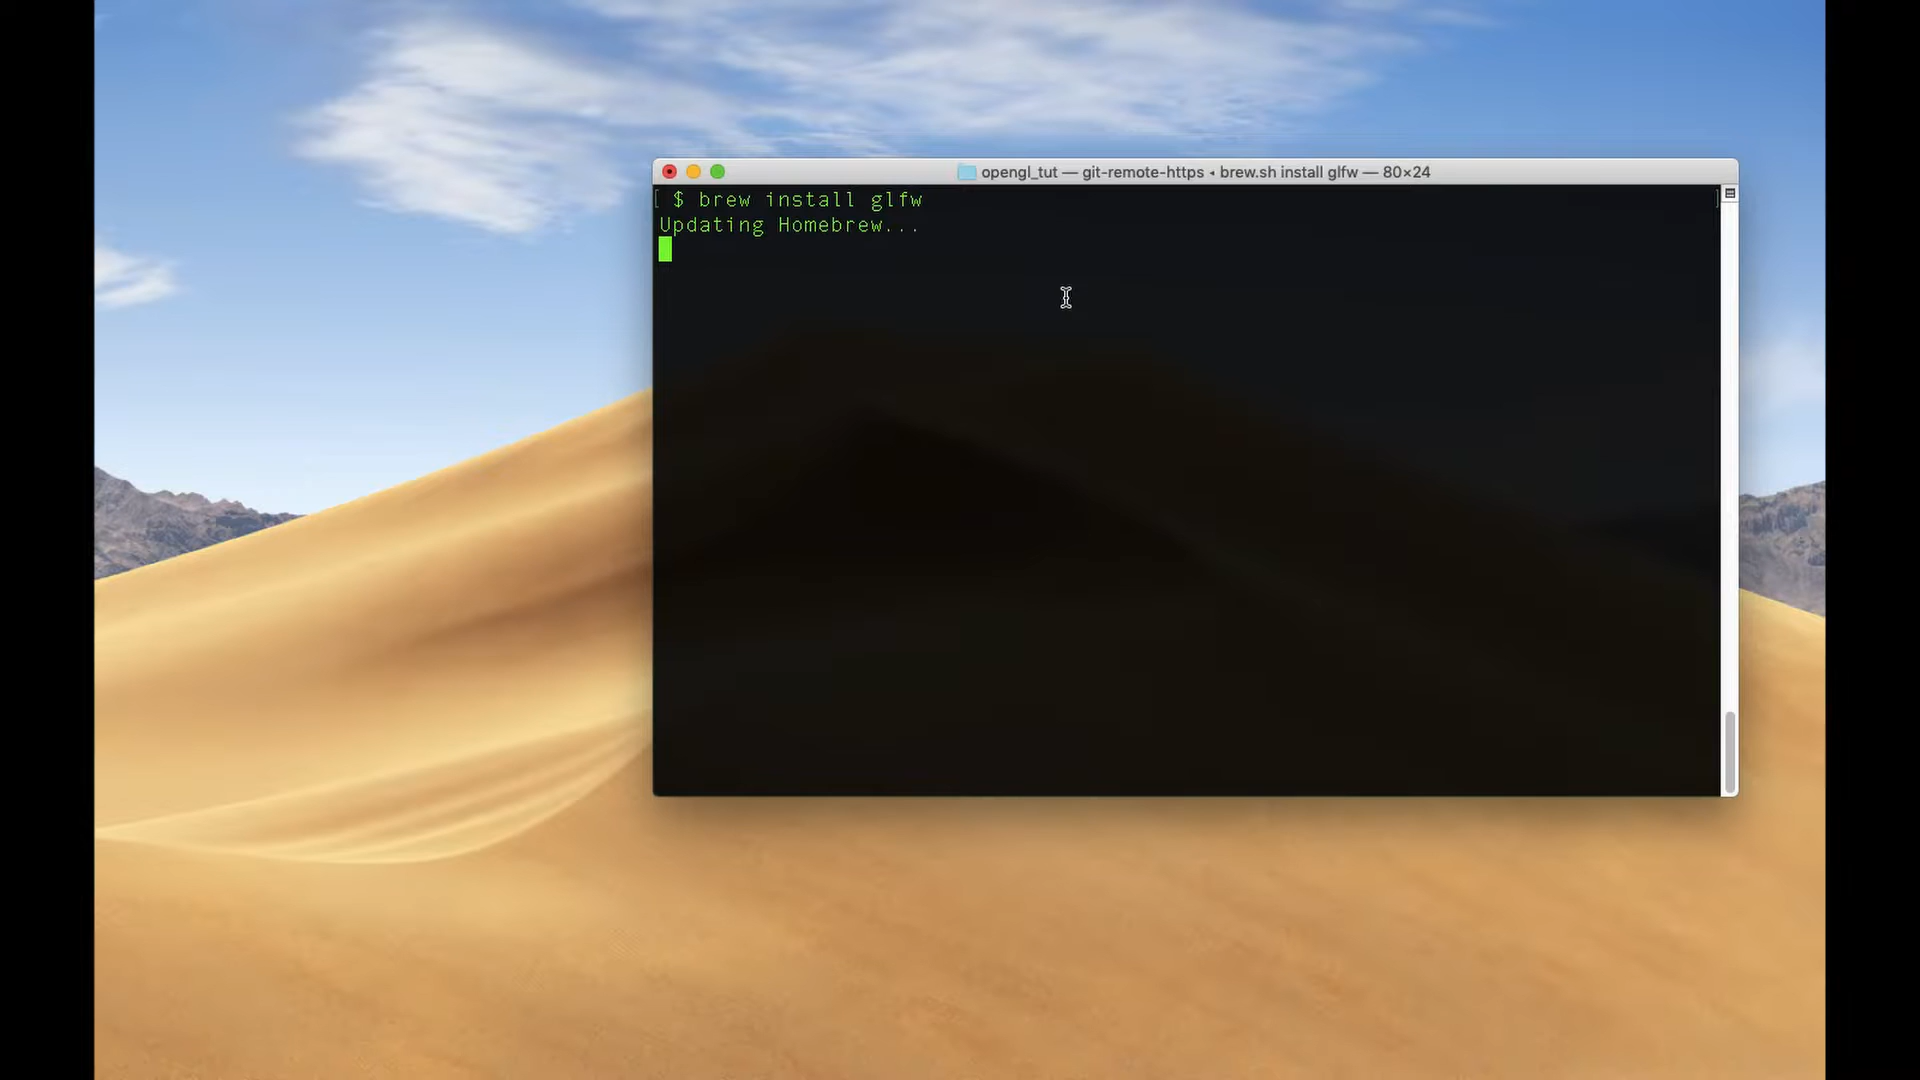 opengl_tut — git-remote-https ◂ brew.sh install glfw — 80×24
[ $ brew install glfw ]
Updating Homebrew...